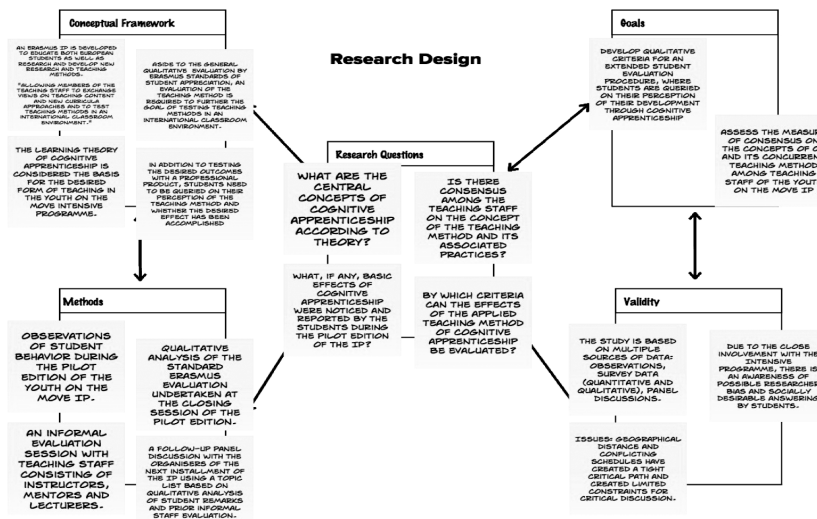 Conceptual Framework
AN ERASMUS IP IS DEVELOPED
TO EDUCATE BOTH EUROPEAN
STUDENTS AS WELL AS
RESEARCH AND DEVELOP NEW
RESEARCH AND TEACHING
METHODS.
"ALLOWING MEMBERS OF THE
TEACHING STAFF TO EXCHANGE
VIEWS ON TEACHING CONTENT
AND NEW CURRICULA
APPROACHES AND TO TEST
TEACHING METHODS IN AN
INTERNATIONAL CLASSROOM
ENVIRONMENT."
THE LEARNING THEORY
OF COGNITIVE
APPRENTICESHIP IS
CONSIDERED THE BASIS
FOR THE DESIRED
FORM OF TEACHING IN
THE YOUTH ON THE
MOVE INTENSIVE
PROGRAMME.
ASIDE TO THE GENERAL
QUALITATIVE EVALUATION BY
ERASMUS STANDARDS OF
STUDENT APPRECIATION, AN
EVALUATION OF THE
TEACHING METHOD IS
REQUIRED TO FURTHER THE
GOAL OF TESTING TEACHING
METHODS IN AN
INTERNATIONAL CLASSROOM
ENVIRONMENT.
IN ADDITION TO TESTING
THE DESIRED OUTCOMES
WITH A PROFESSIONAL
PRODUCT, STUDENTS NEED
TO BE QUERIED ON THEIR
PERCEPTION OF THE
TEACHING METHOD AND
WHETHER THE DESIRED
EFFECT HAS BEEN
ACCOMPLISHED
Research Design
Goals
DEVELOP QUALITATIVE
CRITERIA FOR AN
EXTENDED STUDENT
EVALUATION
PROCEDURE, WHERE
STUDENTS ARE QUERIED
ON THEIR PERCEPTION
OF THEIR DEVELOPMENT
THROUGH COGNITIVE
APPRENTICESHIP
ASSESS THE MEASURE
OF CONSENSUS ON
THE CONCEPTS OF
AND ITS CONCURRENT
TEACHING METHOD
AMONG TEACHING
STAFF OF THE YOUTH
ON THE MOVE IP
Research Questions
WHAT ARE THE
CENTRAL
CONCEPTS OF
COGNITIVE
APPRENTICESHIP
ACCORDING TO
THEORY?
IS THERE
CONSENSUS
AMONG THE
TEACHING STAFF
ON THE CONCEPT
OF THE TEACHING
METHOD AND ITS
ASSOCIATED
PRACTICES?
WHAT, IF ANY, BASIC
EFFECTS OF
COGNITIVE
APPRENTICESHIP
WERE NOTICED AND
REPORTED BY THE
STUDENTS DURING
THE PILOT EDITION
OF THE IP?
BY WHICH CRITERIA
CAN THE EFFECTS
OF THE APPLIED
TEACHING METHOD
OF COGNITIVE
APPRENTICESHIP
BE EVALUATED?
Methods
OBSERVATIONS
OF STUDENT
BEHAVIOR DURING
THE PILOT
EDITION OF THE
YOUTH ON THE
MOVE IP.
AN INFORMAL
EVALUATION
SESSION WITH
TEACHING STAFF
CONSISTING OF
INSTRUCTORS,
MENTORS AND
LECTURERS.
QUALITATIVE
ANALYSIS OF THE
STANDARD
ERASMUS
EVALUATION
UNDERTAKEN AT
THE CLOSING
SESSION OF THE
PILOT EDITION.
A FOLLOW-UP PANEL
DISCUSSION WITH THE
ORGANISERS OF THE
NEXT INSTALLMENT OF
THE IP USING A TOPIC
LIST BASED ON
QUALITATIVE ANALYSIS
OF STUDENT REMARKS
AND PRIOR INFORMAL
STAFF EVALUATION.
Validity
THE STUDY IS BASED
ON MULTIPLE
SOURCES OF DATA:
OBSERVATIONS,
SURVEY DATA
(QUANTITATIVE AND
QUALITATIVE), PANEL
DISCUSSIONS.
ISSUES: GEOGRAPHICAL
DISTANCE AND
CONFLICTING
SCHEDULES HAVE
CREATED A TIGHT
CRITICAL PATH AND
CREATED LIMITED
CONSTRAINTS FOR
CRITICAL DISCUSSION.
DUE TO THE CLOSE
INVOLVEMENT WITH THE
INTENSIVE
PROGRAMME, THERE IS
AN AWARENESS OF
POSSIBLE RESEARCHER
BIAS AND SOCIALLY
DESIRABLE ANSWERING
BY STUDENTS.